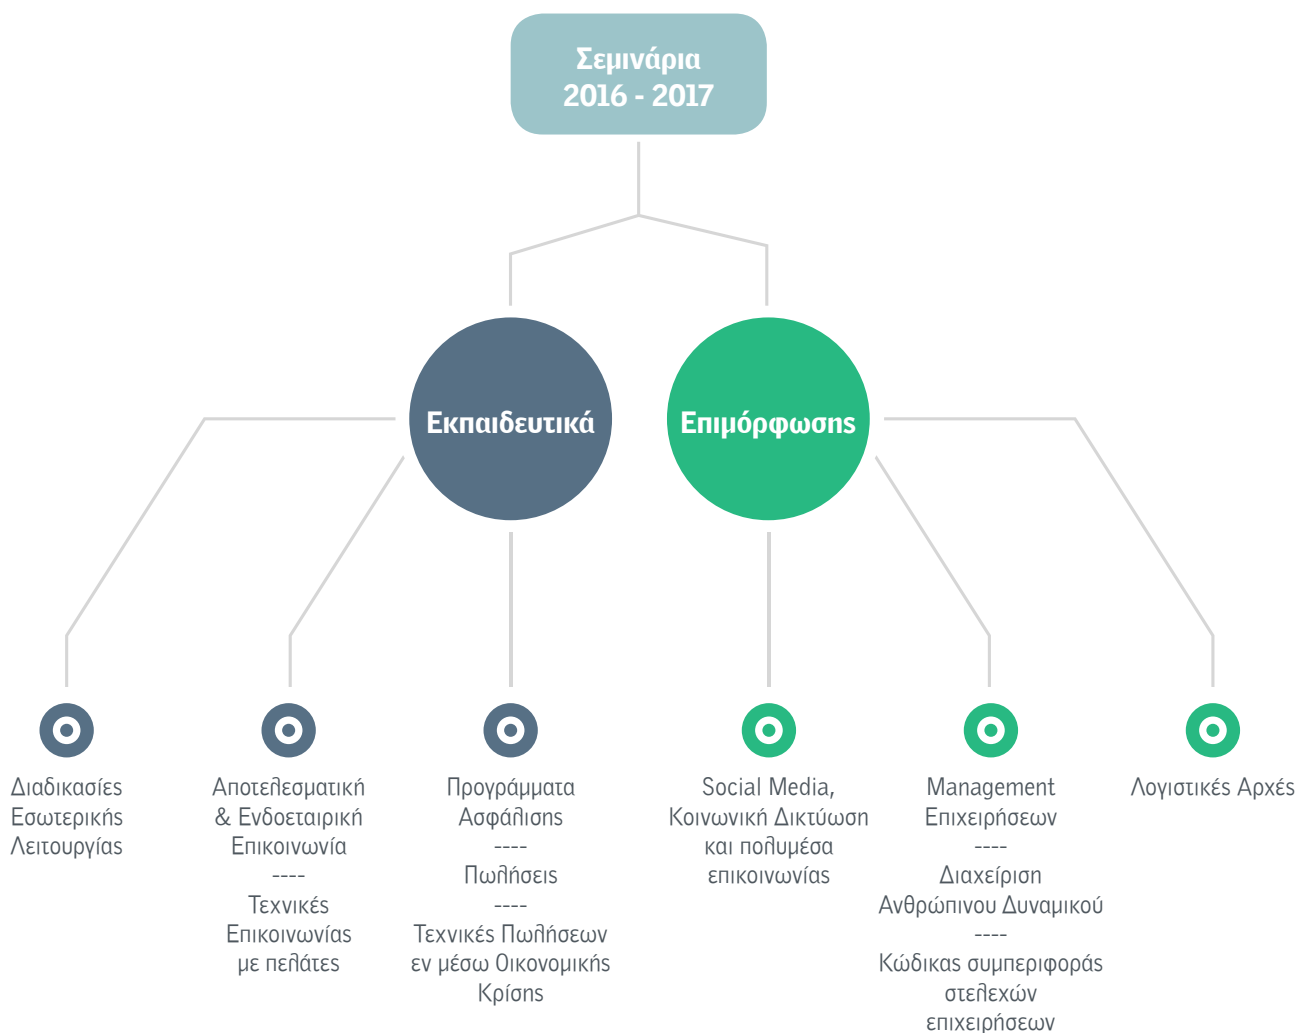 Σεμινάρια
2016 - 2017
Εκπαιδευτικά
Επιμόρφωσης
Διαδικασίες
Εσωτερικής
Λειτουργίας
Αποτελεσματική
& Ενδοεταιρική
Επικοινωνία
----
Τεχνικές
Επικοινωνίας
με πελάτες
Προγράμματα
Ασφάλισης
----
Πωλήσεις
----
Τεχνικές Πωλήσεων
εν μέσω Οικονομικής
Κρίσης
Social Media,
Κοινωνική Δικτύωση
και πολυμέσα
επικοινωνίας
Management
Επιχειρήσεων
----
Διαχείριση
Ανθρώπινου Δυναμικού
----
Κώδικας συμπεριφοράς
στελεχών
επιχειρήσεων
Λογιστικές Αρχές